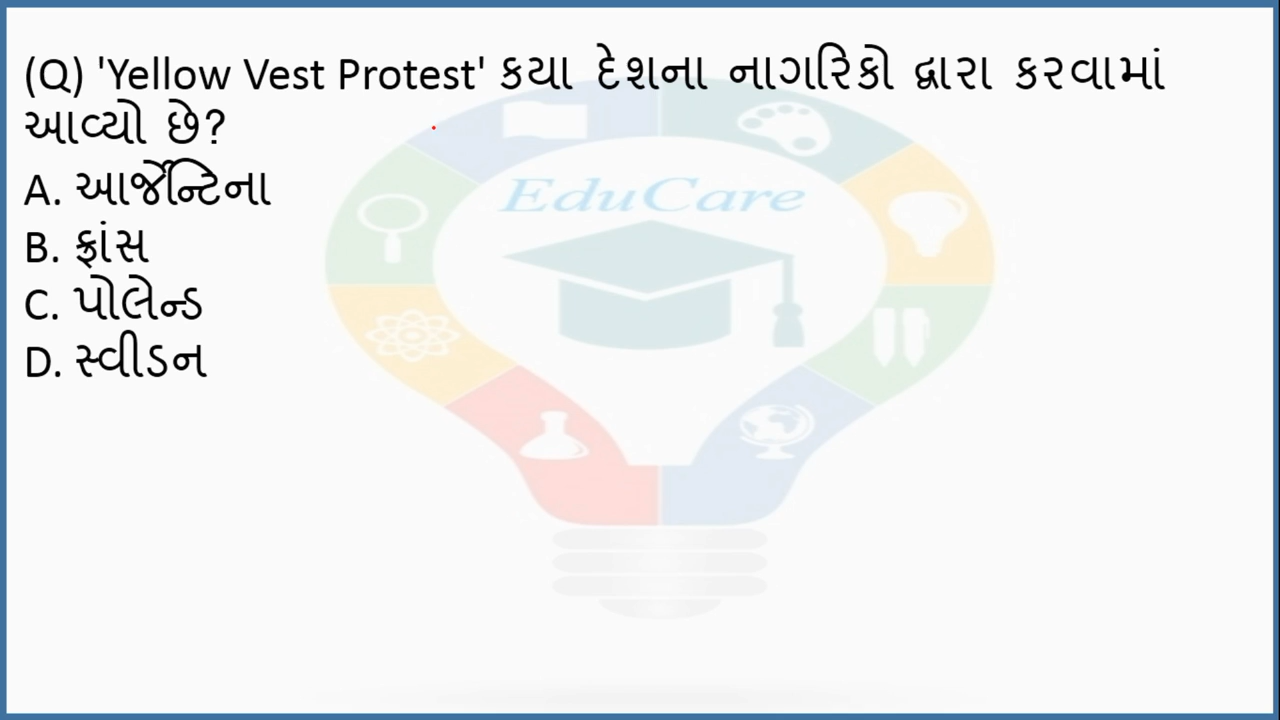 (Q) 'Yellow Vest Protest' કયા દેશના નાગરિકો દ્વારા કરવામાં
આવ્યો છે?
A. આર્જેન્ટિના
B. ફ્રાંસ
C. પોલેન્ડ
D. સ્વીડન
EduCare